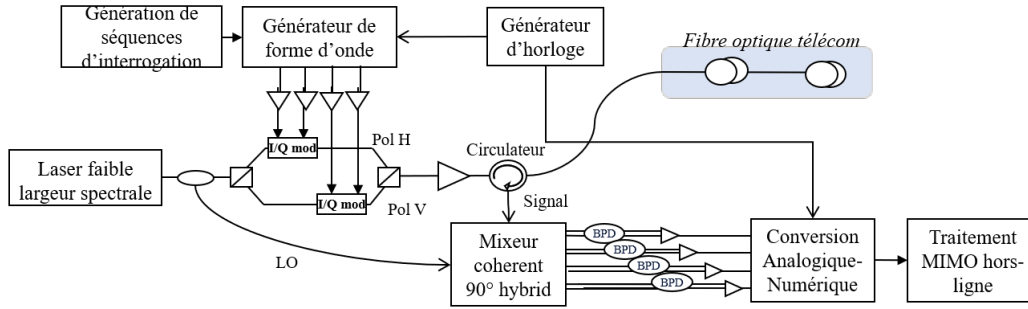 Génération de
séquences
d'interrogation
Générateur de
forme d'onde
Générateur
d'horloge
Fibre optique télécom
Laser faible
largeur spectrale
I/Q mod
Pol H
I/Q mod
Pol V
Circulateur
Signal
LO
Mixeur
coherent
90° hybrid
BPD
BPD
BPD
BPD
Conversion
Analogique-
Numérique
Traitement
MIMO hors-
ligne